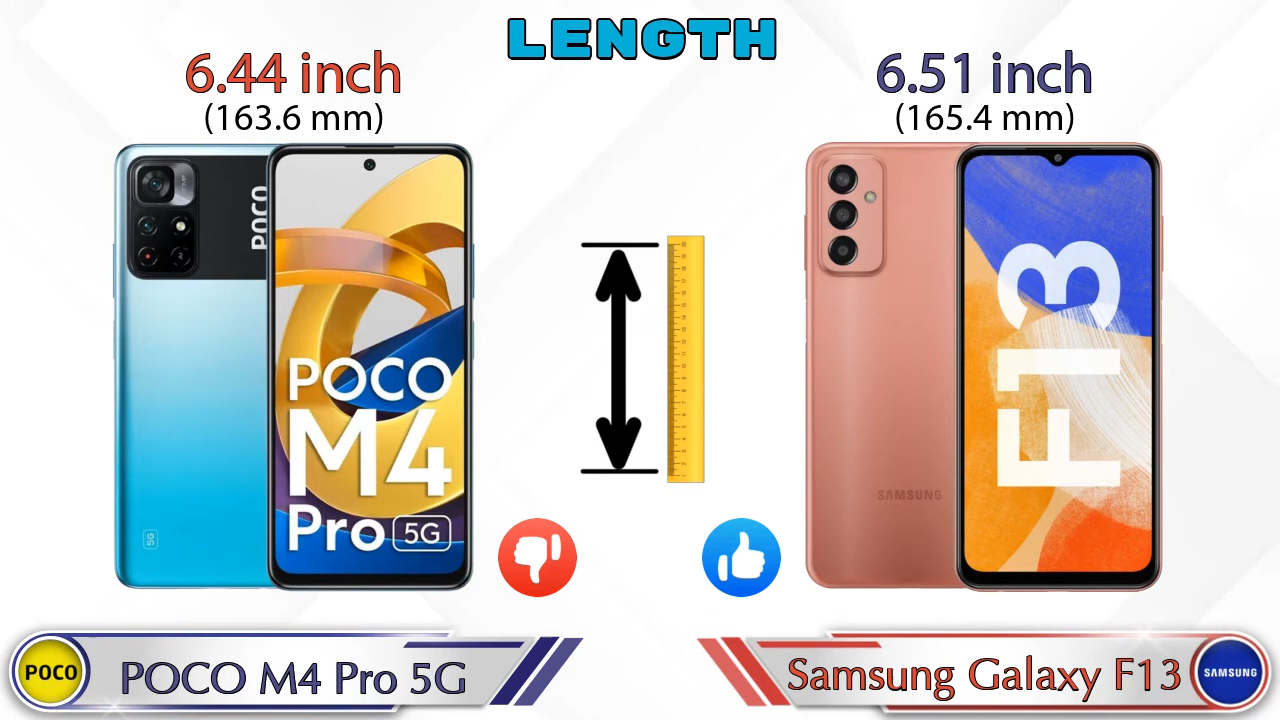 LENGTH
6.44 inch
(163.6 mm)
6.51 inch
(165.4 mm)
POCO
POCO
M4
Pro 5G
5G
F13
SAMSUNG
POCO
POCO M4 Pro 5G
Samsung Galaxy F13
SAMSUNG